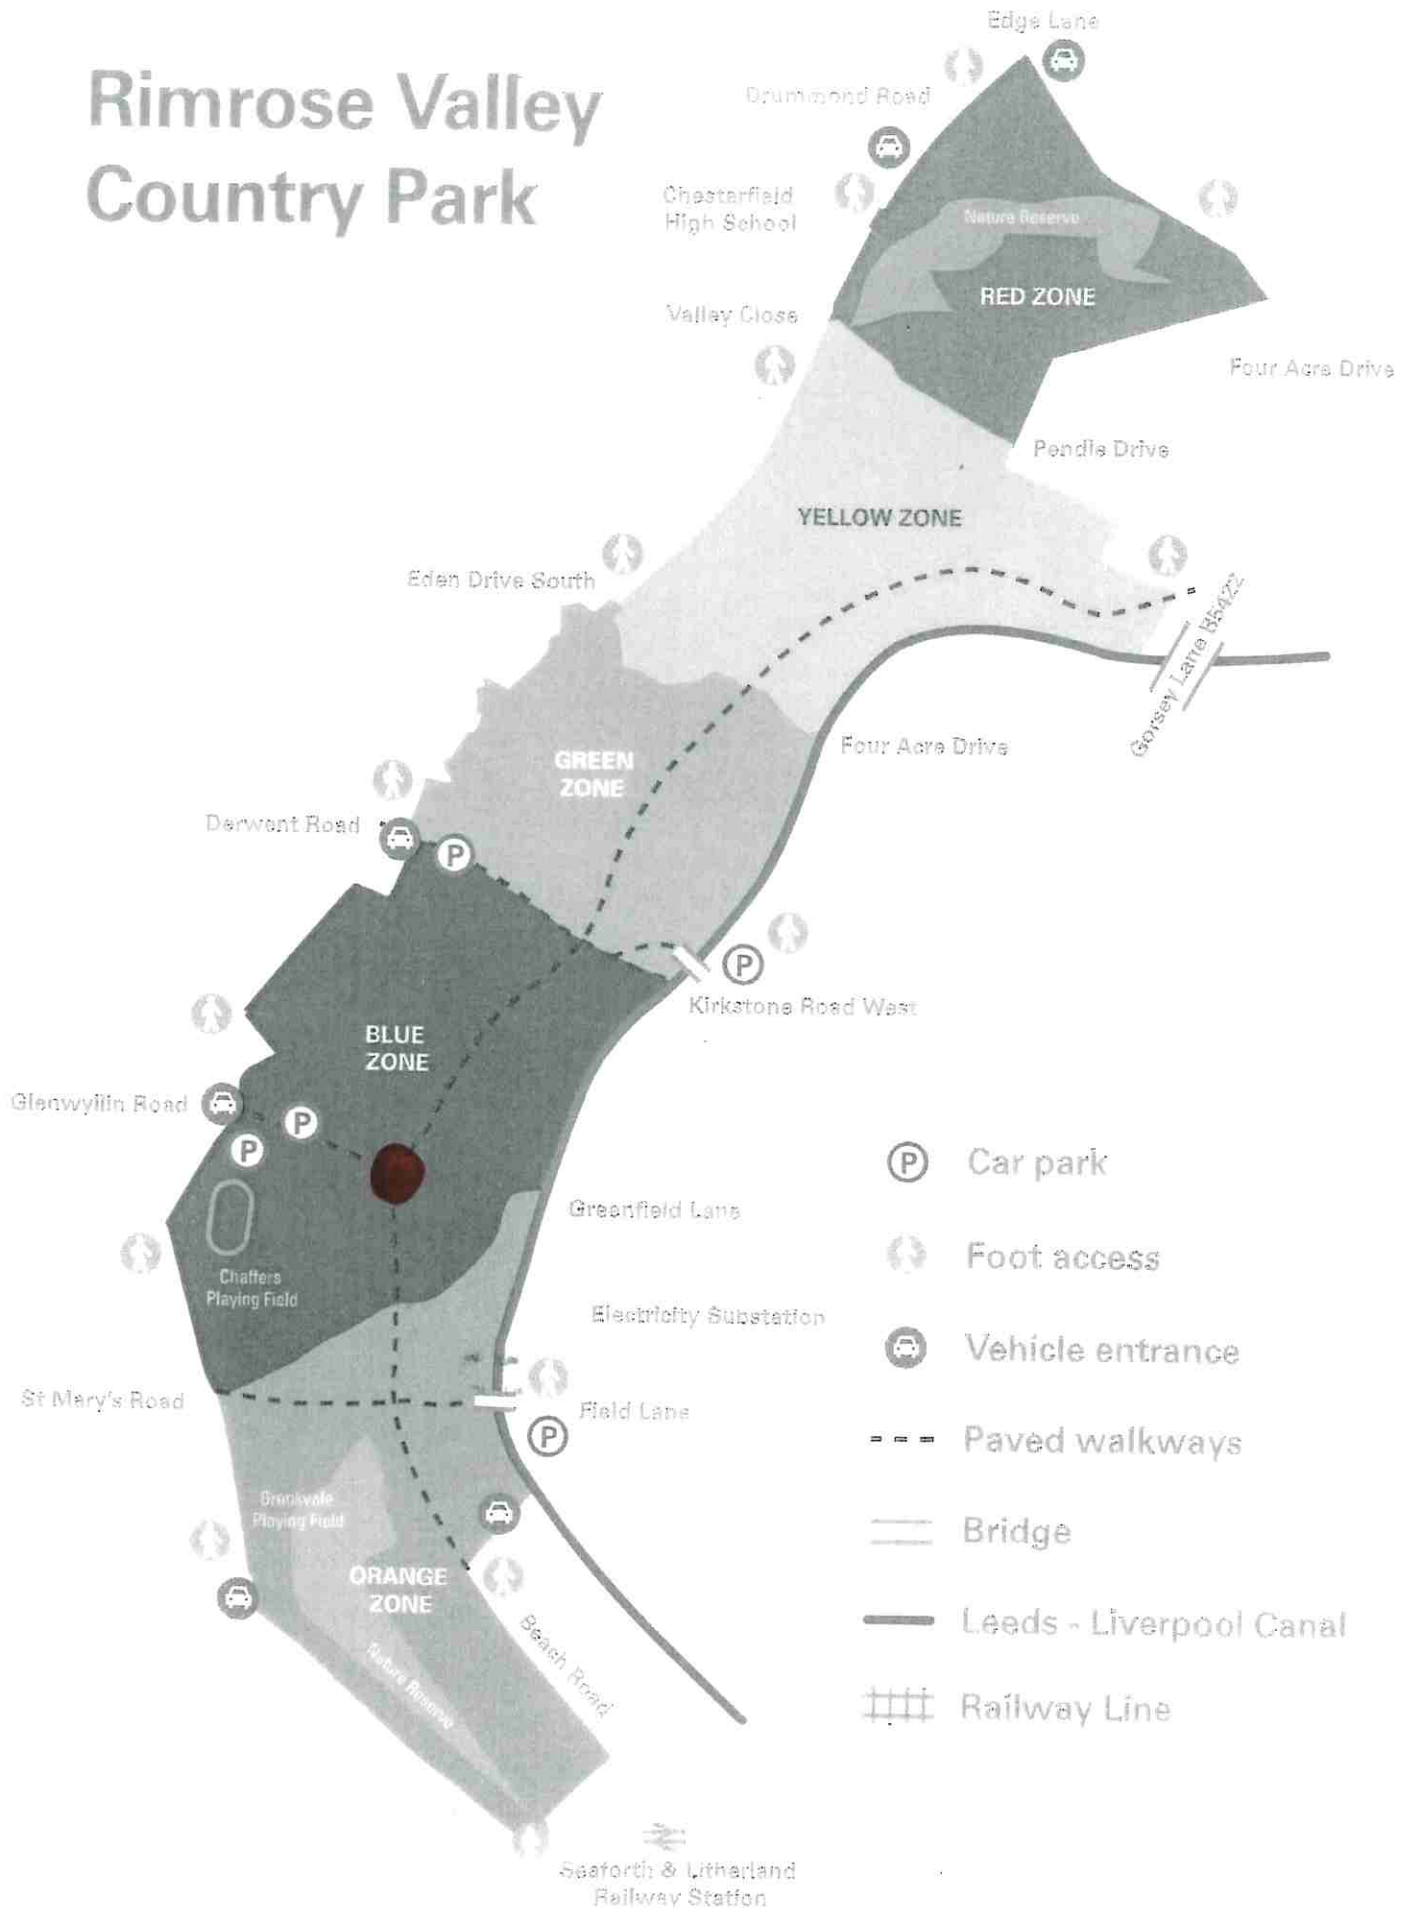 Rimrose Valley
Country Park
Edge Lane
Drummond Road
Chesterfield
High School
Nature Reserve
RED ZONE
Valley Close
Four Acre Drive
Pendle Drive
YELLOW ZONE
Eden Drive South
Gorsey Lane B5422
Four Acre Drive
GREEN
ZONE
Derwent Road
P
P
Kirkstone Road West
BLUE
ZONE
Glenwyllin Road
P
P
Greenfield Lane
Chaffers
Playing Field
Electricity Substation
St Mary's Road
Field Lane
P
Brookvale
Playing Field
ORANGE
ZONE
Beach Road
Nature Reserve
Seaforth & Litherland
Railway Station
P Car park
Foot access
Vehicle entrance
Paved walkways
Bridge
Leeds - Liverpool Canal
Railway Line